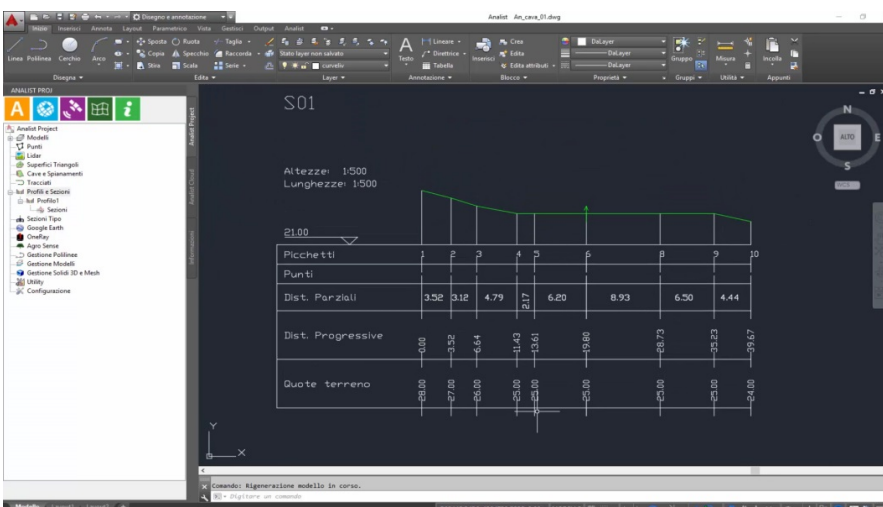 Analist An_cava_01.dwg
Disegno e annotazione
Inizio Inserisci Annota Layout Parametrico Vista Gestisci Output Analist
Linea Polilinea Cerchio Arco
Sposta Ruota Taglia
Copia Specchio Raccorda
Stira Scala Serie
Stato layer non salvato
curvello
Testo
Lineare
Direttrice
Tabella
Inserisci
Crea
Edita
Edita attributi
DaLayer
DaLayer
DaLayer
Gruppo
Misura
Incolla
Disegna Edita Layer Annotazione Blocco Proprietà Gruppi Utilità Appunti
ANALIST PROJ
Analist Project
Modelli
Punti
Lidar
Superfici Triangoli
Cave e Spianamenti
Tracciati
Profili e Sezioni
Profilo1
Sezioni
Sezioni Tipo
Google Earth
OneRay
Agro Sense
Gestione Polilinee
Gestione Modelli
Gestione Solidi 3D e Mesh
Utility
Configurazione
Analist Project
Analist Cloud
Informazioni
S01
Altezze: 1:500
Lunghezze: 1:500
21.00
Picchetti 1 2 3 4 5 6 8 9 10
Punti
Dist. Parziali 3.52 3.12 4.79 2.17 6.20 8.93 6.50 4.44
Dist. Progressive 0.00 3.52 6.64 11.43 13.61 19.80 28.73 35.23 39.67
Quote terreno 28.00 27.00 26.00 25.00 25.00 25.00 25.00 25.00 24.00
N
O ALTO E
S
WCS
Y
X
Comando: Rigenerazione modello in corso.
Digitare un comando
Modello Layout1 Layout2